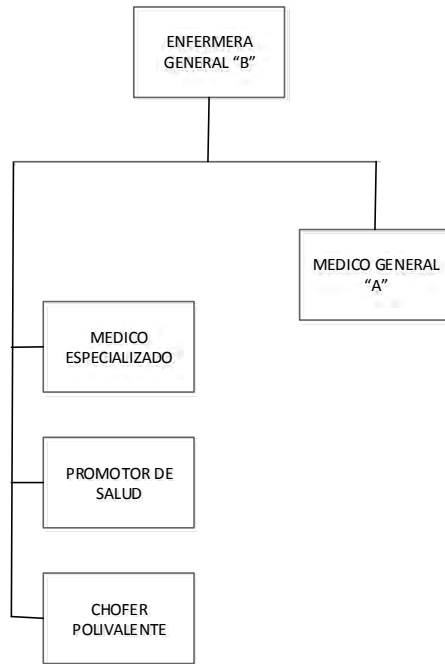 ENFERMERA
GENERAL “B”
MEDICO GENERAL
“A”
MEDICO
ESPECIALIZADO
PROMOTOR DE
SALUD
CHOFER
POLIVALENTE